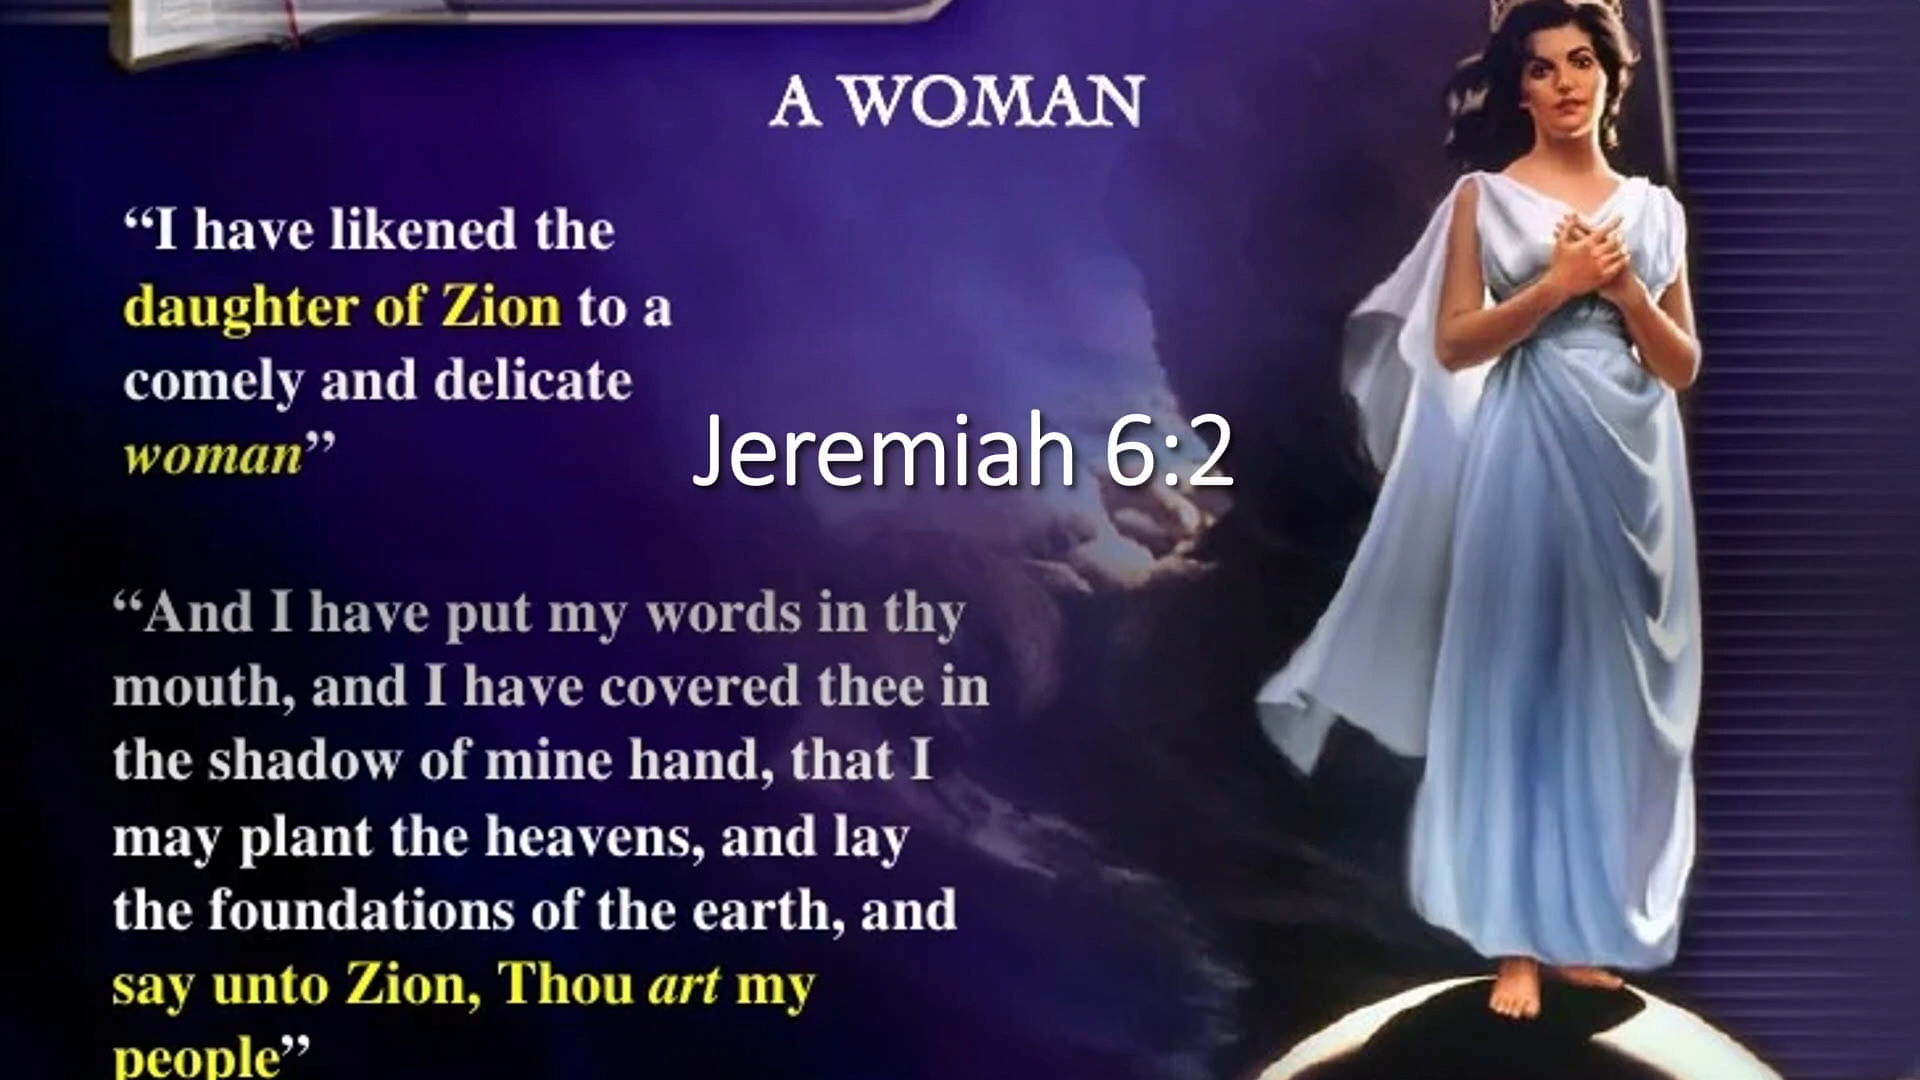 A WOMAN
“I have likened the
daughter of Zion to a
comely and delicate
woman”
Jeremiah 6:2
“And I have put my words in thy
mouth, and I have covered thee in
the shadow of mine hand, that I
may plant the heavens, and lay
the foundations of the earth, and
say unto Zion, Thou art my
people”